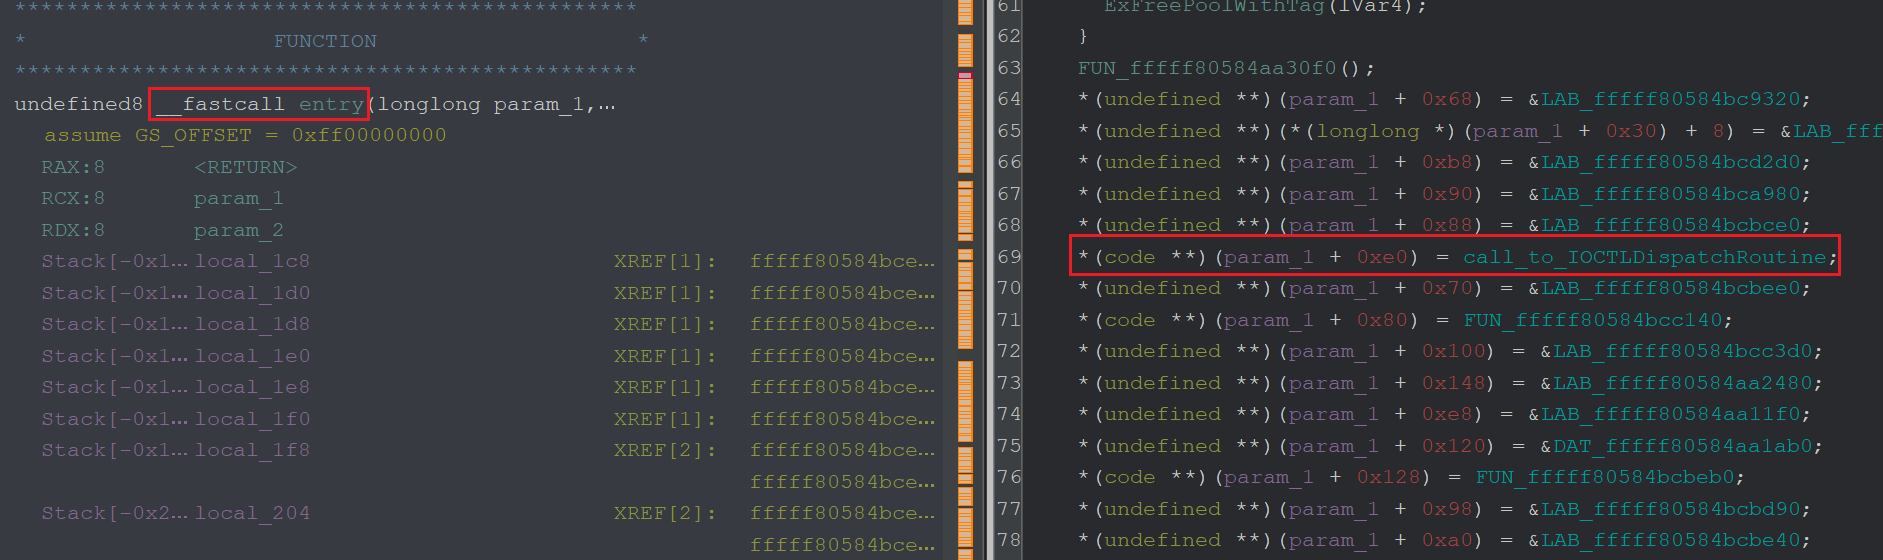 ************************************************
* FUNCTION *
************************************************
undefined8 __fastcall entry(longlong param_1,...
assume GS_OFFSET = 0xff00000000
RAX:8 <RETURN>
RCX:8 param_1
RDX:8 param_2
Stack[-0x1... local_1c8 XREF[1]: fffff80584bce...
Stack[-0x1... local_1d0 XREF[1]: fffff80584bce...
Stack[-0x1... local_1d8 XREF[1]: fffff80584bce...
Stack[-0x1... local_1e0 XREF[1]: fffff80584bce...
Stack[-0x1... local_1e8 XREF[1]: fffff80584bce...
Stack[-0x1... local_1f0 XREF[1]: fffff80584bce...
Stack[-0x1... local_1f8 XREF[2]: fffff80584bce...
fffff80584bce...
Stack[-0x2... local_204 XREF[2]: fffff80584bce...
fffff80584bce...
61 ExFreePoolWithTag(lVar4);
62 }
63 FUN_fffff80584aa30f0();
64 *(undefined **)(param_1 + 0x68) = &LAB_fffff80584bc9320;
65 *(undefined **)(*(longlong *)(param_1 + 0x30) + 8) = &LAB_fff
66 *(undefined **)(param_1 + 0xb8) = &LAB_fffff80584bcd2d0;
67 *(undefined **)(param_1 + 0x90) = &LAB_fffff80584bca980;
68 *(undefined **)(param_1 + 0x88) = &LAB_fffff80584bcbce0;
69 *(code **)(param_1 + 0xe0) = call_to_IOCTLDispatchRoutine;
70 *(undefined **)(param_1 + 0x70) = &LAB_fffff80584bcbee0;
71 *(code **)(param_1 + 0x80) = FUN_fffff80584bcc140;
72 *(undefined **)(param_1 + 0x100) = &LAB_fffff80584bcc3d0;
73 *(undefined **)(param_1 + 0x148) = &LAB_fffff80584aa2480;
74 *(undefined **)(param_1 + 0xe8) = &LAB_fffff80584aa11f0;
75 *(undefined **)(param_1 + 0x120) = &DAT_fffff80584aa1ab0;
76 *(code **)(param_1 + 0x128) = FUN_fffff80584bcbeb0;
77 *(undefined **)(param_1 + 0x98) = &LAB_fffff80584bcbd90;
78 *(undefined **)(param_1 + 0xa0) = &LAB_fffff80584bcbe40;